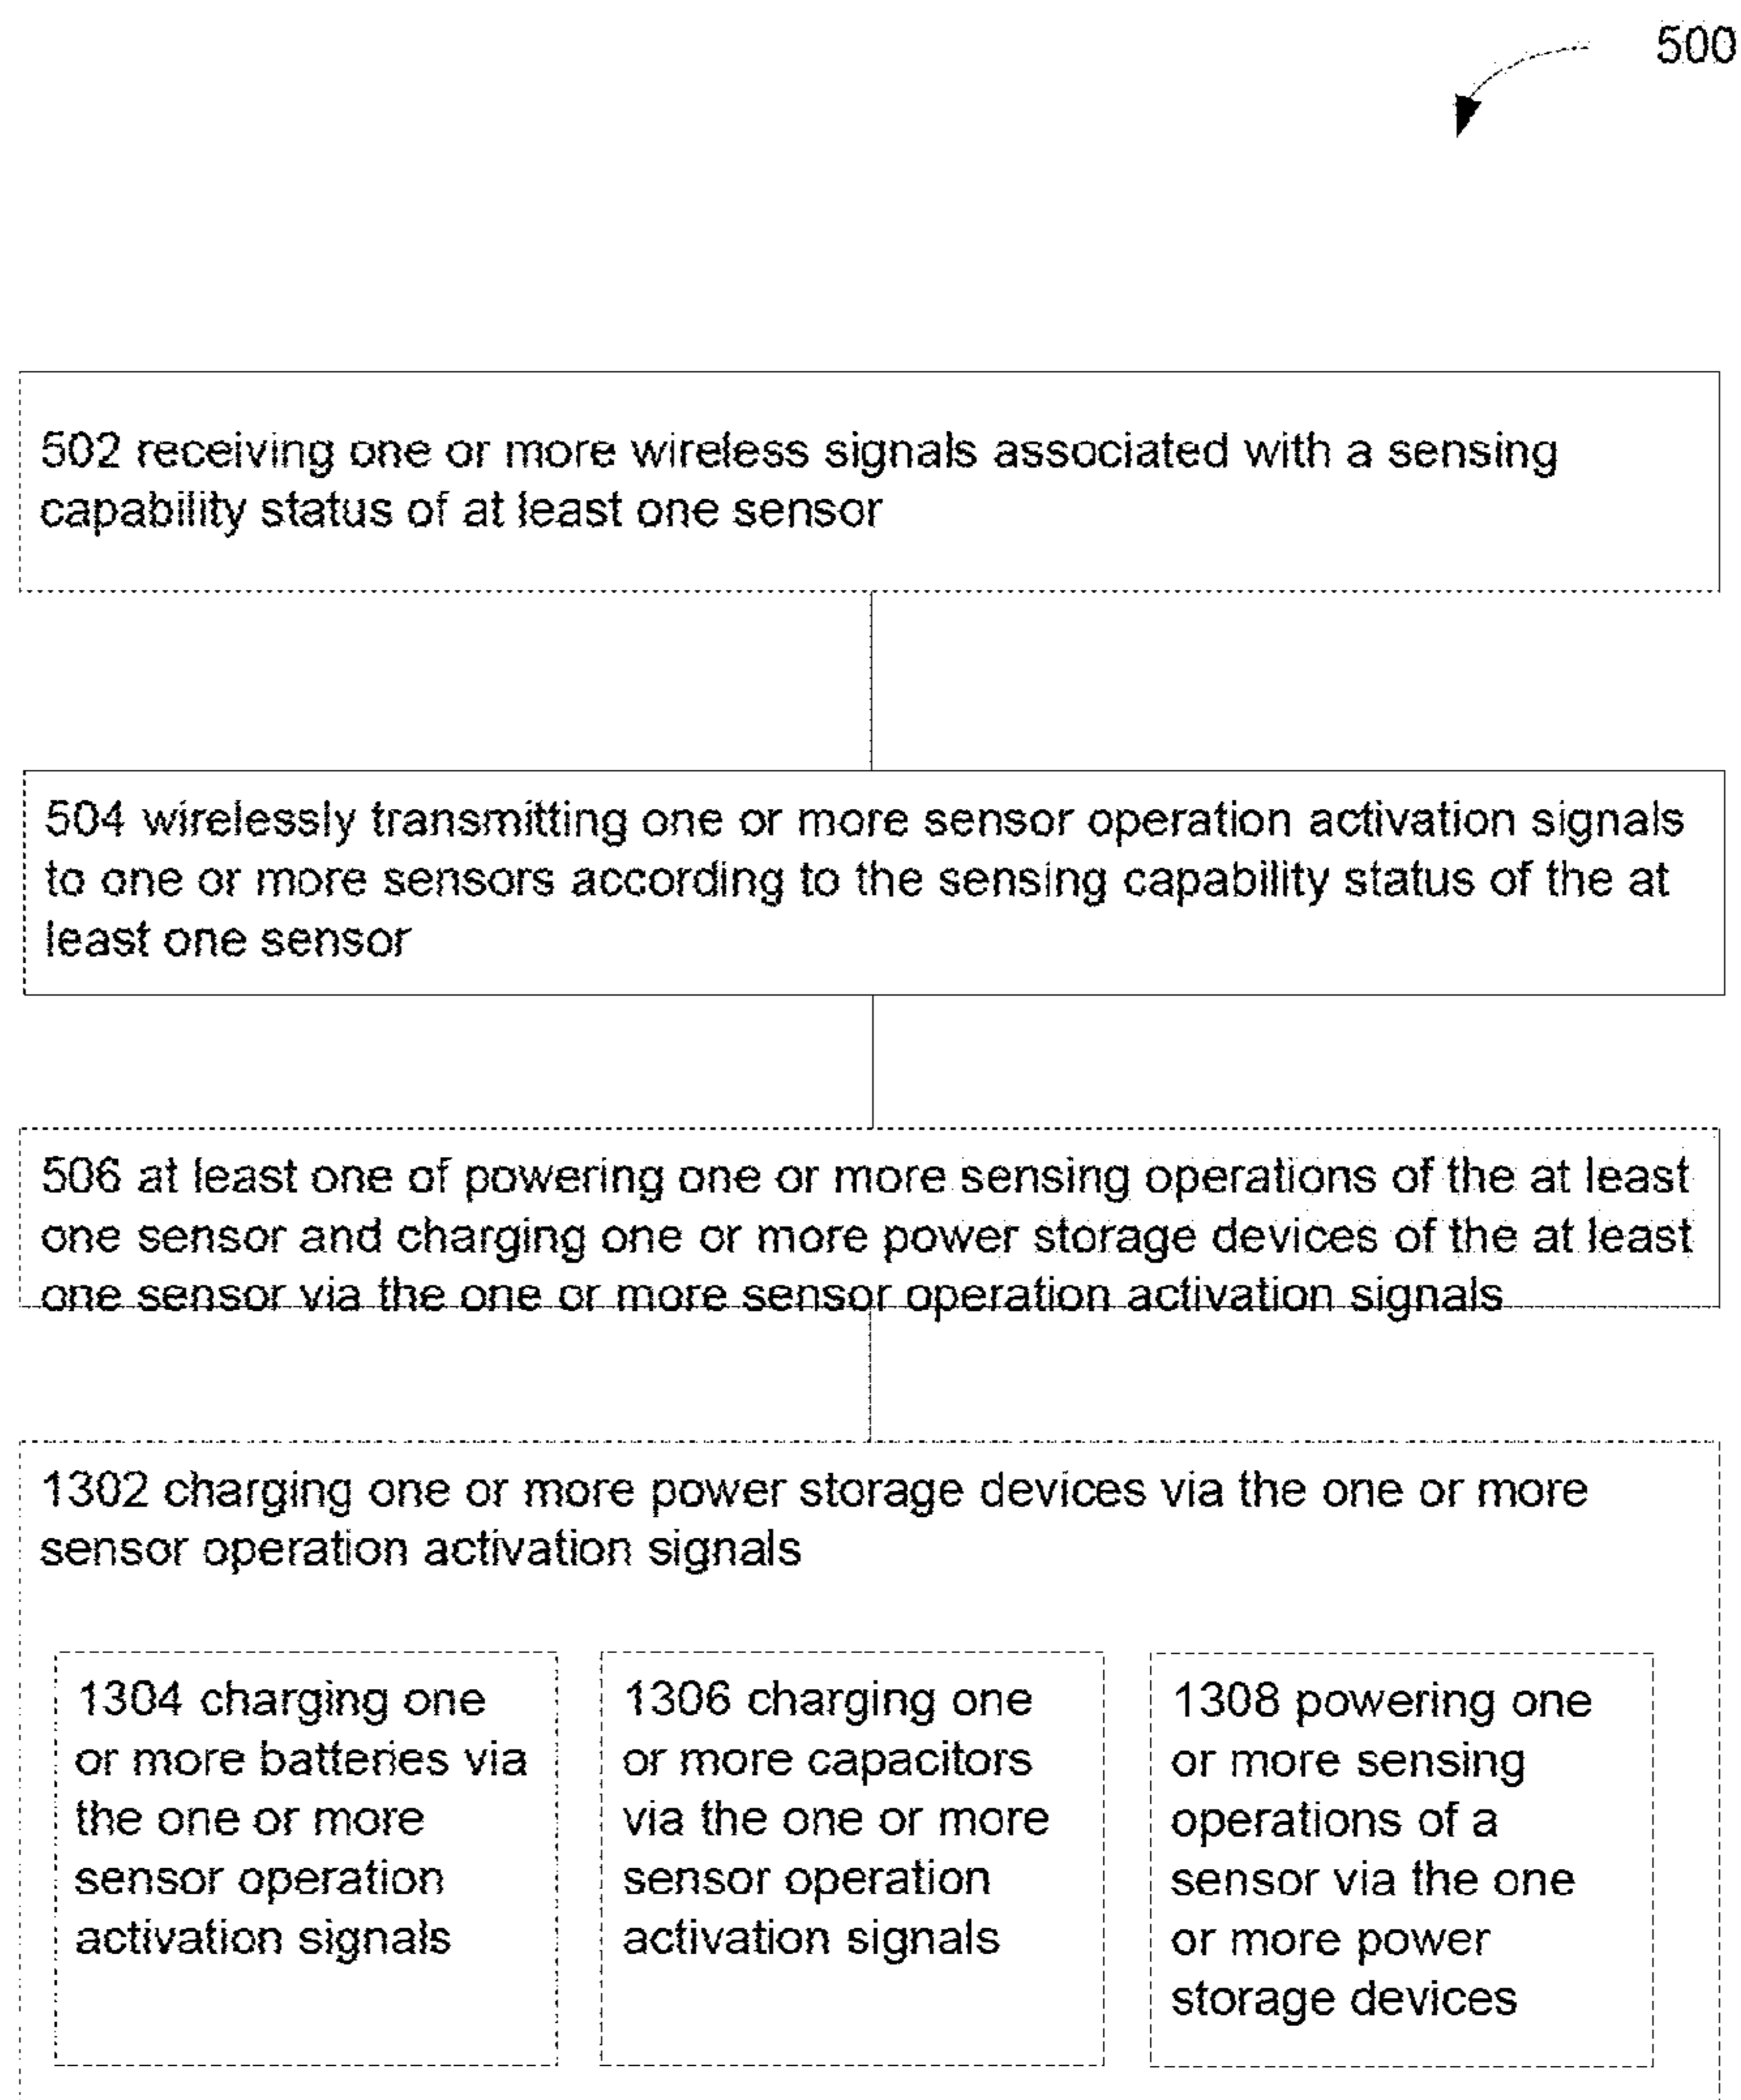 500
502 receiving one or more wireless signals associated with a sensing
capability status of at least one sensor
504 wirelessly transmitting one or more sensor operation activation signals
to one or more sensors according to the sensing capability status of the at
least one sensor
506 at least one of powering one or more sensing operations of the at least
one sensor and charging one or more power storage devices of the at least
one sensor via the one or more sensor operation activation signals
1302 charging one or more power storage devices via the one or more
sensor operation activation signals
1304 charging one
or more batteries via
the one or more
sensor operation
activation signals
1306 charging one
or more capacitors
via the one or more
sensor operation
activation signals
1308 powering one
or more sensing
operations of a
sensor via the one
or more power
storage devices